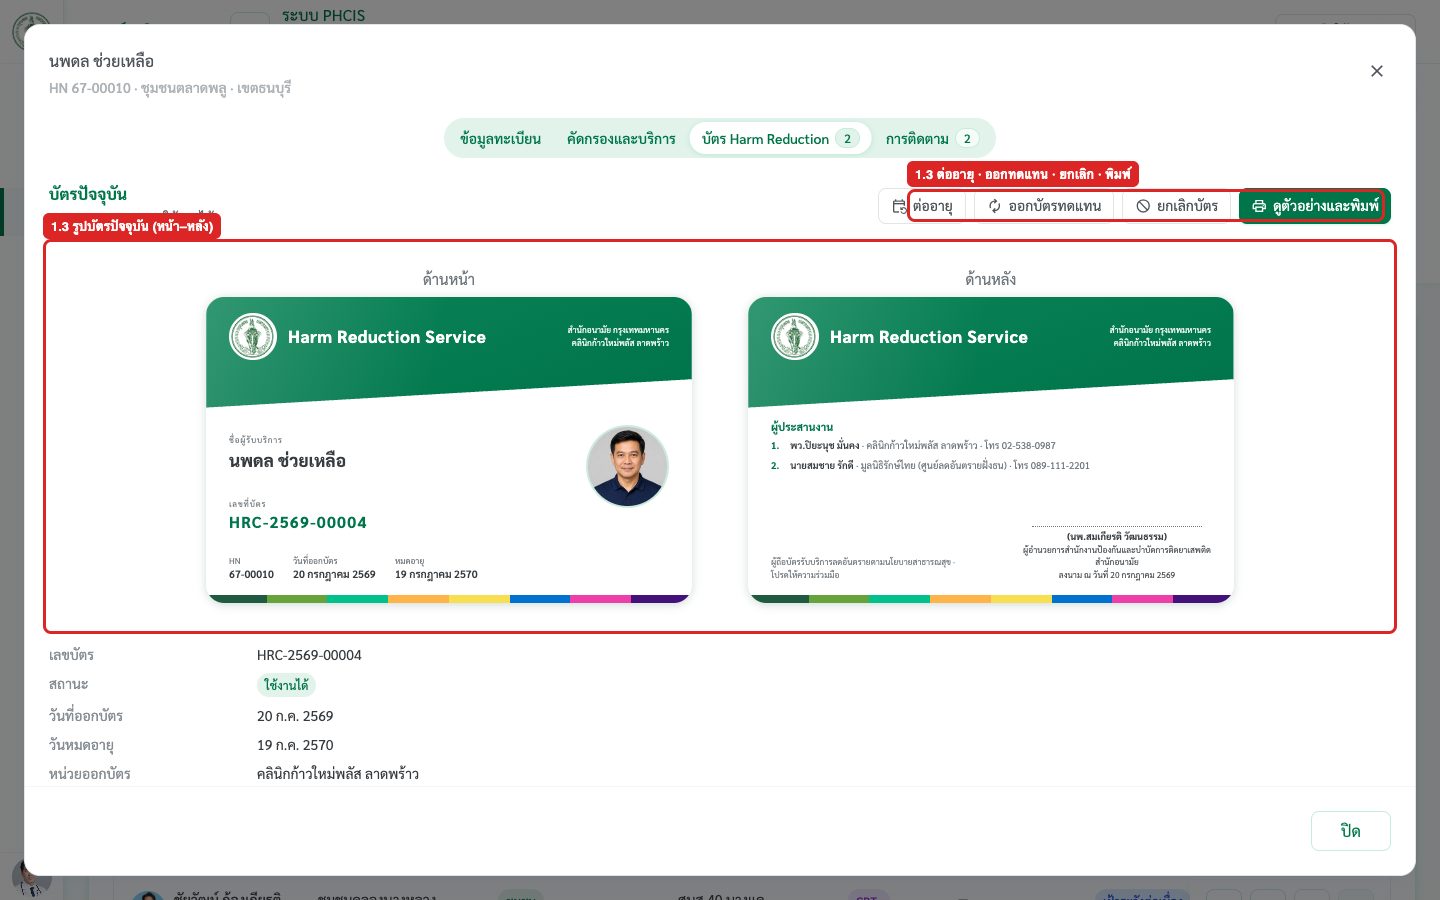 ระบบ PHCIS
นพดล ช่วยเหลือ
HN 67-00010 · ชุมชนตลาดพลู · เขตธนบุรี
ข้อมูลทะเบียน คัดกรองและบริการ บัตร Harm Reduction 2 การติดตาม 2
1.3 ต่ออายุ · ออกทดแทน · ยกเลิก · พิมพ์
บัตรปัจจุบัน
ต่ออายุ ออกบัตรทดแทน ยกเลิกบัตร ดูตัวอย่างและพิมพ์
1.3 รูปบัตรปัจจุบัน (หน้า–หลัง)
ด้านหน้า
Harm Reduction Service
สำนักอนามัย กรุงเทพมหานคร
คลินิกก้าวใหม่พลัส ลาดพร้าว
ชื่อผู้รับบริการ
นพดล ช่วยเหลือ
เลขที่บัตร
HRC-2569-00004
HN วันที่ออกบัตร หมดอายุ
67-00010 20 กรกฎาคม 2569 19 กรกฎาคม 2570
ด้านหลัง
Harm Reduction Service
สำนักอนามัย กรุงเทพมหานคร
คลินิกก้าวใหม่พลัส ลาดพร้าว
ผู้ประสานงาน
1. พว.ปิยะนุช มั่นคง · คลินิกก้าวใหม่พลัส ลาดพร้าว · โทร 02-538-0987
2. นายสมชาย รักดี · มูลนิธิรักษ์ไทย (ศูนย์ลดอันตรายฝั่งธน) · โทร 089-111-2201
(นพ.สมเกียรติ วัฒนธรรม)
ผู้อำนวยการสำนักงานป้องกันและบำบัดการติดยาเสพติด
สำนักอนามัย
ลงนาม ณ วันที่ 20 กรกฎาคม 2569
ผู้ถือบัตรรับบริการลดอันตรายตามนโยบายสาธารณสุข ·
โปรดให้ความร่วมมือ
เลขบัตร HRC-2569-00004
สถานะ ใช้งานได้
วันที่ออกบัตร 20 ก.ค. 2569
วันหมดอายุ 19 ก.ค. 2570
หน่วยออกบัตร คลินิกก้าวใหม่พลัส ลาดพร้าว
ปิด